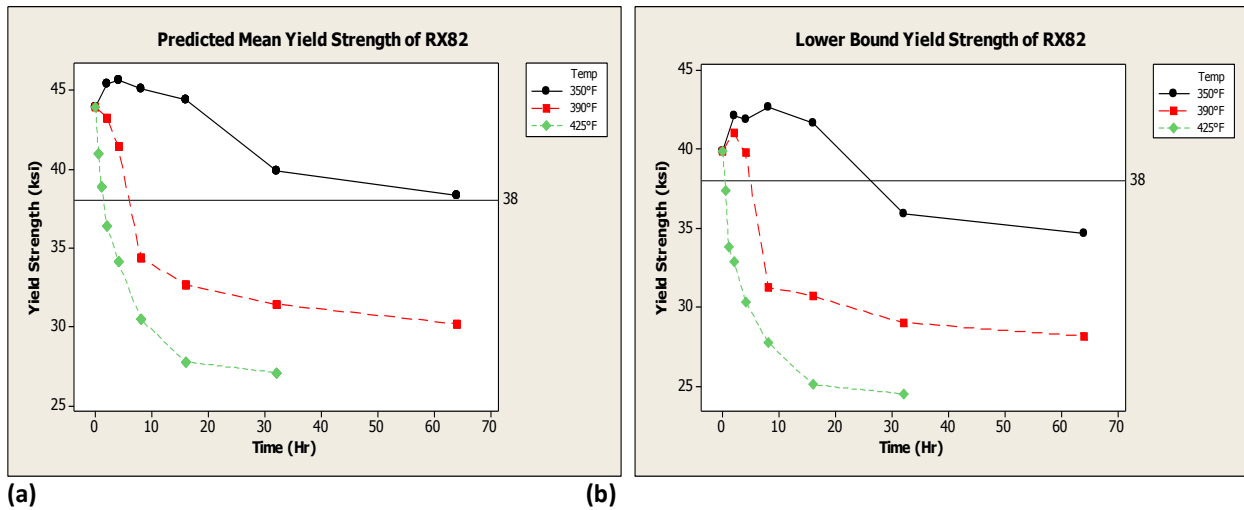 Predicted Mean Yield Strength of RX82
Yield Strength (ksi)
45
40
35
30
25
0 10 20 30 40 50 60 70
Time (Hr)
38
Temp
350°F
390°F
425°F
(a)
Lower Bound Yield Strength of RX82
Yield Strength (ksi)
45
40
35
30
25
0 10 20 30 40 50 60 70
Time (Hr)
38
Temp
350°F
390°F
425°F
(b)